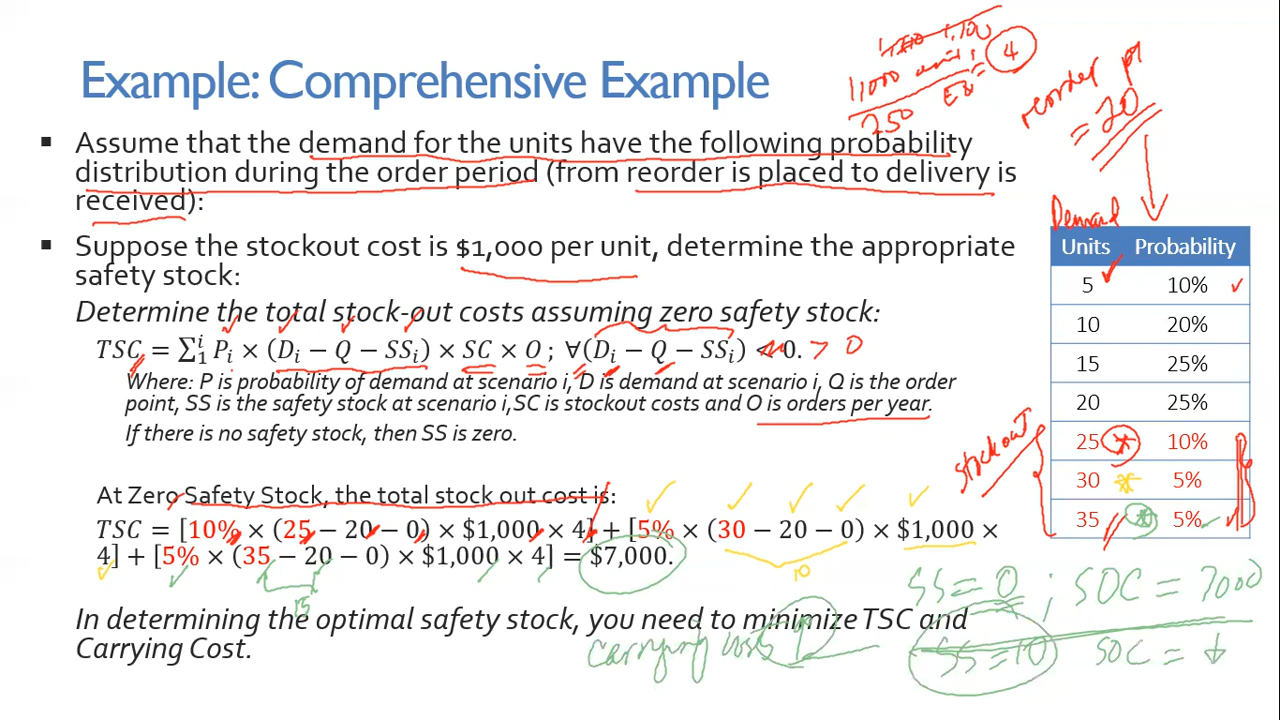 Example: Comprehensive Example
11000 units
250
EOQ
= 4
reorder pt
= 20
▪ Assume that the demand for the units have the following probability
distribution during the order period (from reorder is placed to delivery is
received):
▪ Suppose the stockout cost is $1,000 per unit, determine the appropriate
safety stock:
Determine the total stock-out costs assuming zero safety stock:
TSC = ∑₁ⁱ Pᵢ × (Dᵢ − Q − SSᵢ) × SC × O; ∀(Dᵢ − Q − SSᵢ) < 0. > 0
Where: P is probability of demand at scenario i, D is demand at scenario i, Q is the order
point, SS is the safety stock at scenario i,SC is stockout costs and O is orders per year.
If there is no safety stock, then SS is zero.
At Zero Safety Stock, the total stock out cost is:
TSC = [10% × (25 − 20 − 0) × $1,000 × 4] + [5% × (30 − 20 − 0) × $1,000 ×
4] + [5% × (35 − 20 − 0) × $1,000 × 4] = $7,000.
10
15
In determining the optimal safety stock, you need to minimize TSC and
Carrying Cost.
carrying costs ↑
SS = 0 ; SOC = 7000
SS = 10 SOC = ↓
Demand
Units Probability
5 10%
10 20%
15 25%
20 25%
25 10%
30 5%
35 5%
stockout